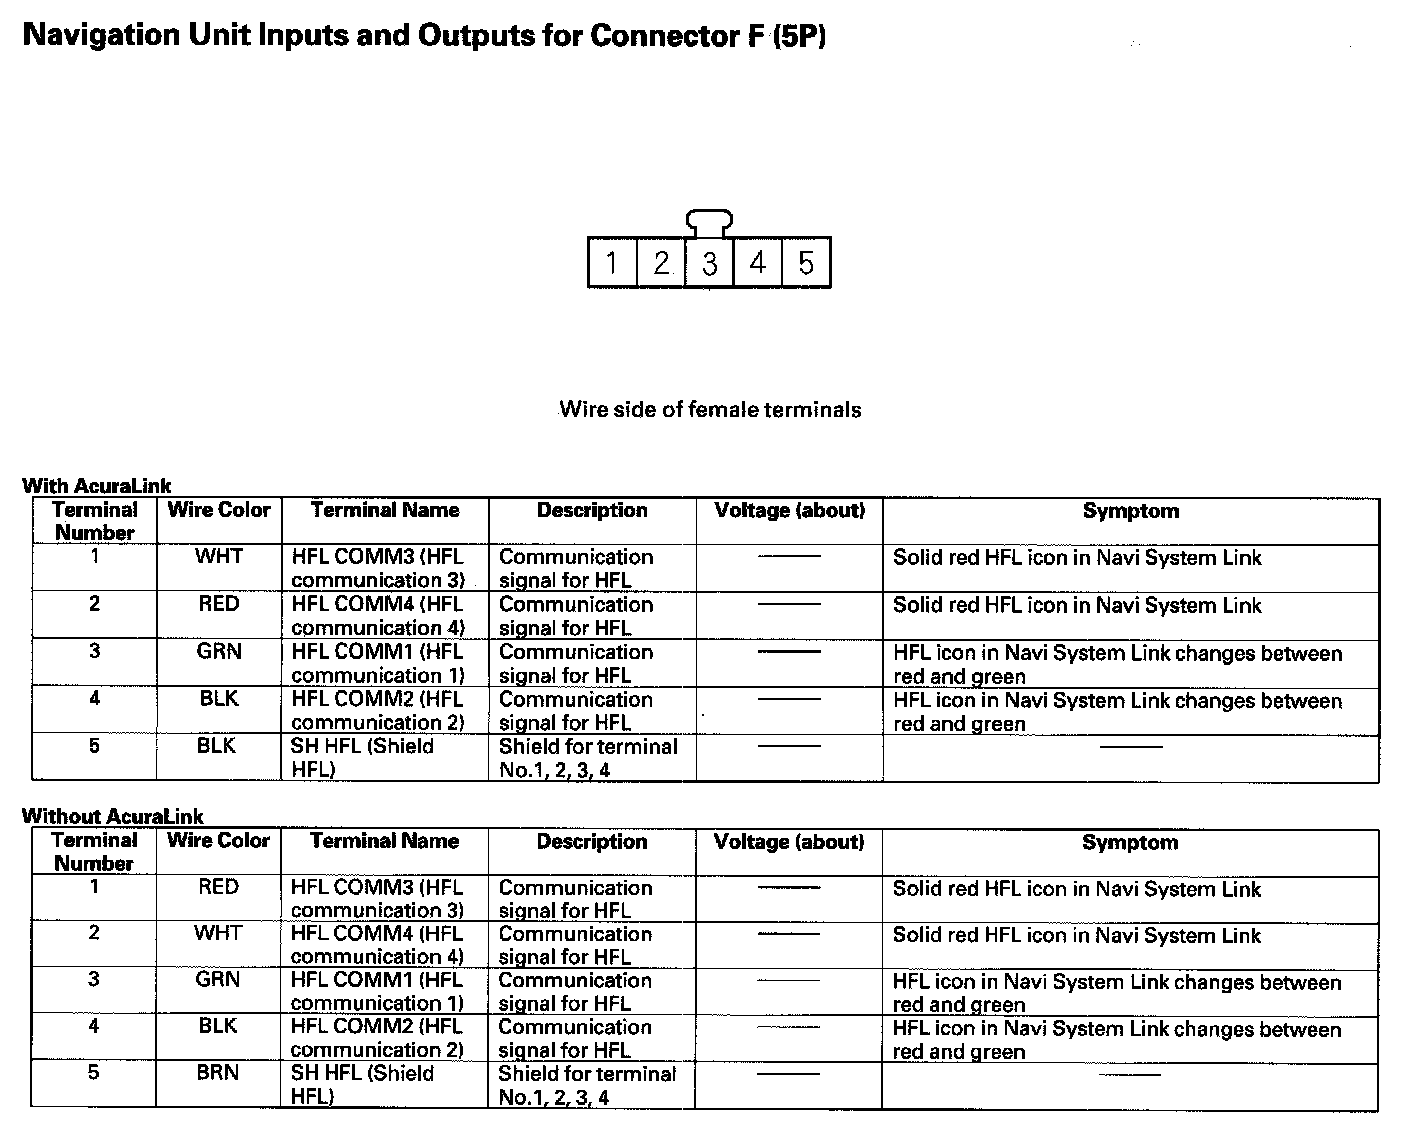 Navigation Unit Inputs and Outputs for Connector F (5P)
1 2 3 4 5
Wire side of female terminals
With AcuraLink
Terminal Number Wire Color Terminal Name Description Voltage (about) Symptom
1 WHT HFL COMM3 (HFL communication 3) Communication signal for HFL —— Solid red HFL icon in Navi System Link
2 RED HFL COMM4 (HFL communication 4) Communication signal for HFL —— Solid red HFL icon in Navi System Link
3 GRN HFL COMM1 (HFL communication 1) Communication signal for HFL —— HFL icon in Navi System Link changes between red and green
4 BLK HFL COMM2 (HFL communication 2) Communication signal for HFL —— HFL icon in Navi System Link changes between red and green
5 BLK SH HFL (Shield HFL) Shield for terminal No.1, 2, 3, 4 —— ——
Without AcuraLink
Terminal Number Wire Color Terminal Name Description Voltage (about) Symptom
1 RED HFL COMM3 (HFL communication 3) Communication signal for HFL —— Solid red HFL icon in Navi System Link
2 WHT HFL COMM4 (HFL communication 4) Communication signal for HFL —— Solid red HFL icon in Navi System Link
3 GRN HFL COMM1 (HFL communication 1) Communication signal for HFL —— HFL icon in Navi System Link changes between red and green
4 BLK HFL COMM2 (HFL communication 2) Communication signal for HFL —— HFL icon in Navi System Link changes between red and green
5 BRN SH HFL (Shield HFL) Shield for terminal No.1, 2, 3, 4 —— ——